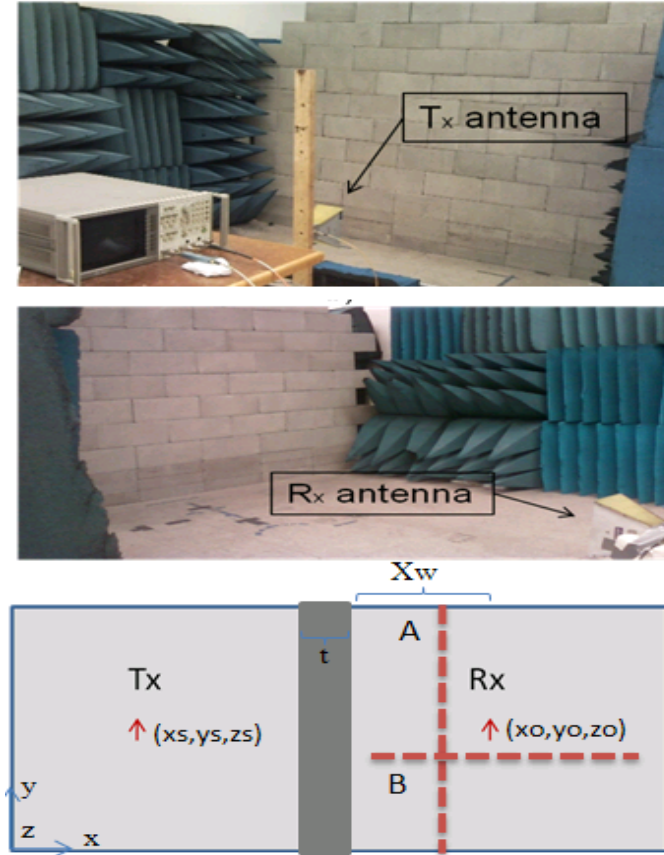 Tx antenna
Rx antenna
Xw
A
t
Tx
Rx
(xs,ys,zs)
(xo,yo,zo)
B
y
z
x